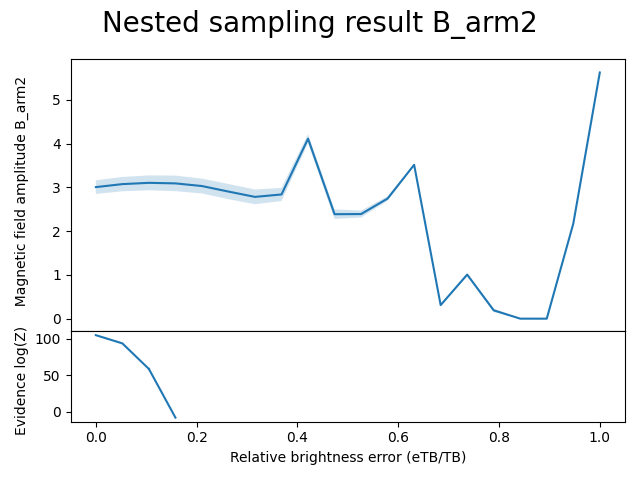 Nested sampling result B_arm2
Magnetic field amplitude B_arm2
5
4
3
2
1
0
Evidence log(Z)
100
50
0
0.0 0.2 0.4 0.6 0.8 1.0
Relative brightness error (eTB/TB)